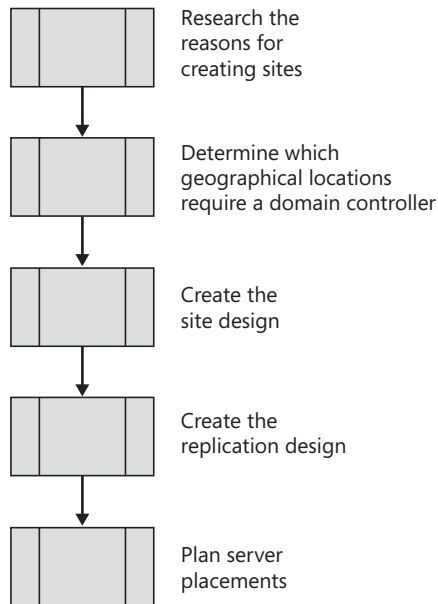 Research the
reasons for
creating sites
Determine which
geographical locations
require a domain controller
Create the
site design
Create the
replication design
Plan server
placements